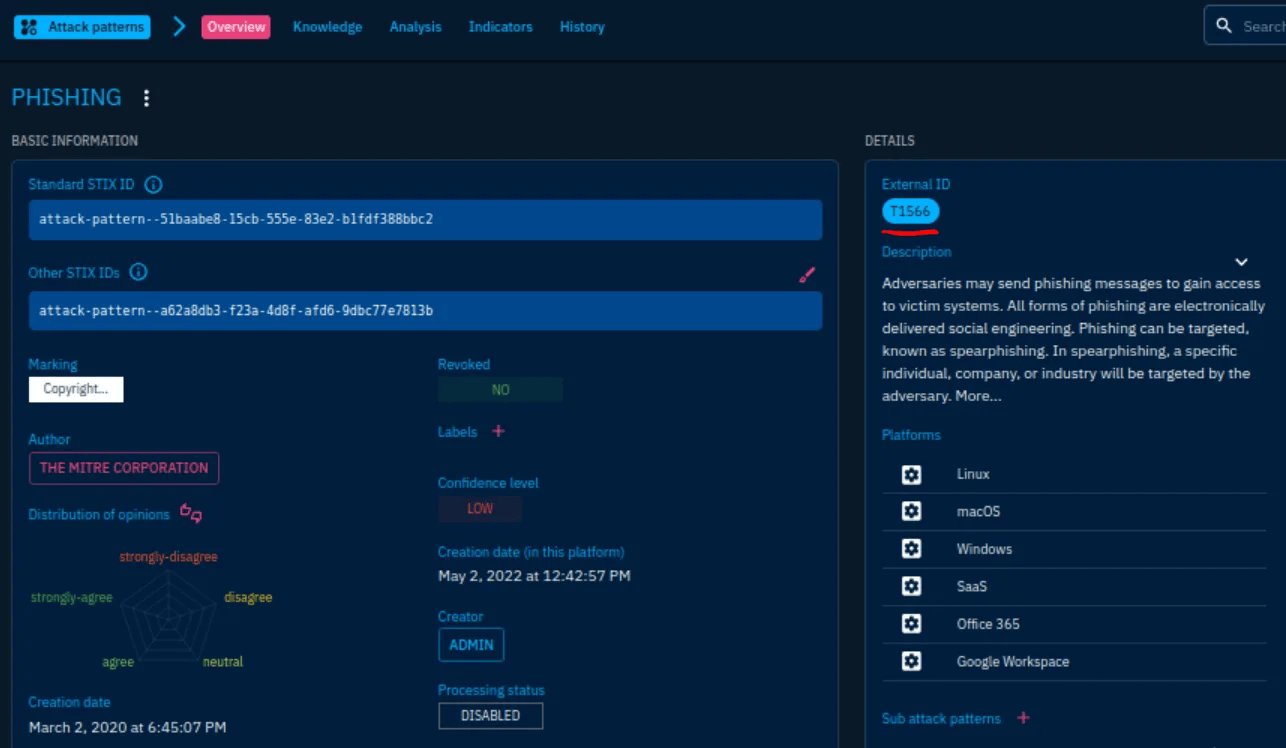 Attack patterns
Overview
Knowledge
Analysis
Indicators
History
Search
PHISHING
BASIC INFORMATION
Standard STIX ID
attack-pattern--51baabe8-15cb-555e-83e2-b1fdf388bbc2
Other STIX IDs
attack-pattern--a62a8db3-f23a-4d8f-afd6-9dbc77e7813b
Marking
Copyright...
Author
THE MITRE CORPORATION
Distribution of opinions
strongly-disagree
strongly-agree
disagree
agree
neutral
Creation date
March 2, 2020 at 6:45:07 PM
Revoked
NO
Labels +
Confidence level
LOW
Creation date (in this platform)
May 2, 2022 at 12:42:57 PM
Creator
ADMIN
Processing status
DISABLED
DETAILS
External ID
T1566
Description
Adversaries may send phishing messages to gain access
to victim systems. All forms of phishing are electronically
delivered social engineering. Phishing can be targeted,
known as spearphishing. In spearphishing, a specific
individual, company, or industry will be targeted by the
adversary. More...
Platforms
Linux
macOS
Windows
SaaS
Office 365
Google Workspace
Sub attack patterns +